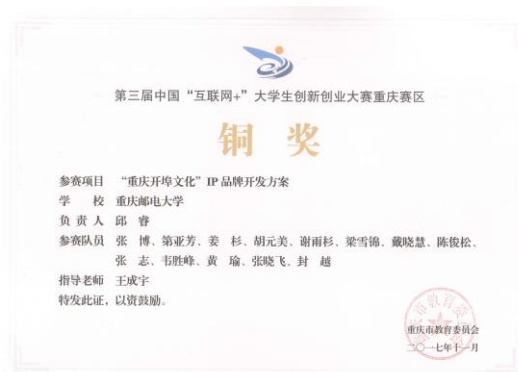 第三届中国“互联网+”大学生创新创业大赛重庆赛区
铜 奖
参赛项目 “重庆开埠文化”IP 品牌开发方案
学 校 重庆邮电大学
负 责 人 邱 睿
参赛队员 张 博、第亚芳、姜 杉、胡元美、谢雨杉、梁雪锦、戴晓慧、陈俊松、
张 志、韦胜峰、黄 瑜、张晓飞、封 越
指导老师 王成宇
特发此证，以资鼓励。
重庆市教育委员会
二〇一七年十一月